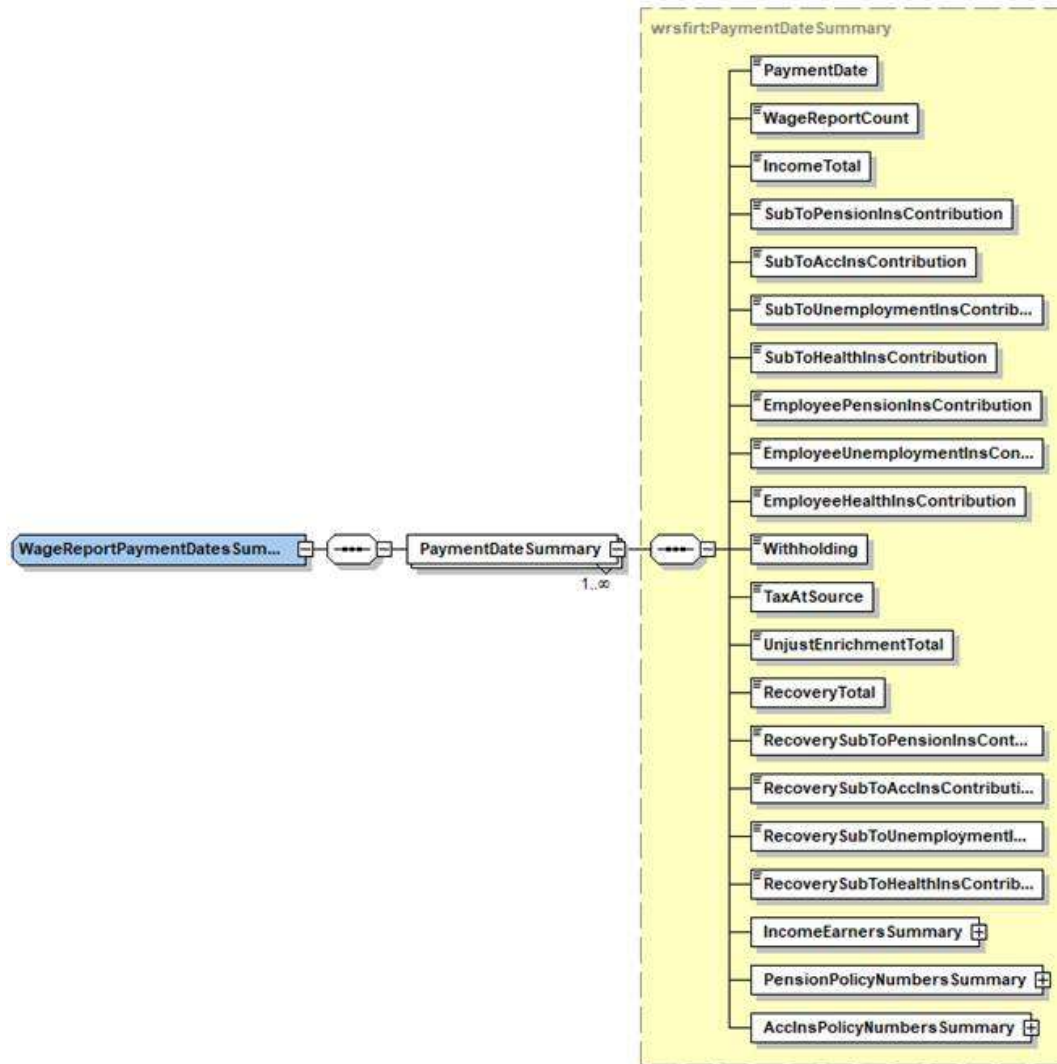 wrsfirt:PaymentDateSummary
PaymentDate
WageReportCount
IncomeTotal
SubToPensionInsContribution
SubToAccInsContribution
SubToUnemploymentInsContrib...
SubToHealthInsContribution
EmployeePensionInsContribution
EmployeeUnemploymentInsCon...
EmployeeHealthInsContribution
WageReportPaymentDatesSum...
PaymentDateSummary
1..∞
Withholding
TaxAtSource
UnjustEnrichmentTotal
RecoveryTotal
RecoverySubToPensionInsCont...
RecoverySubToAccInsContributi...
RecoverySubToUnemploymentI...
RecoverySubToHealthInsContrib...
IncomeEarnersSummary
PensionPolicyNumbersSummary
AccInsPolicyNumbersSummary